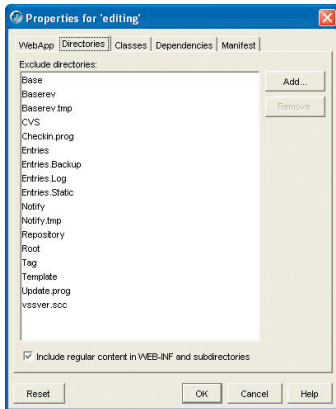 Properties for 'editing'
WebApp Directories Classes Dependencies Manifest
Exclude directories:
Base
Baserev
Baserev.tmp
CVS
Checkin.prog
Entries
Entries.Backup
Entries.Log
Entries.Static
Notify
Notify.tmp
Repository
Root
Tag
Template
Update.prog
vssver.scc
Add...
Remove
Include regular content in WEB-INF and subdirectories
Reset OK Cancel Help